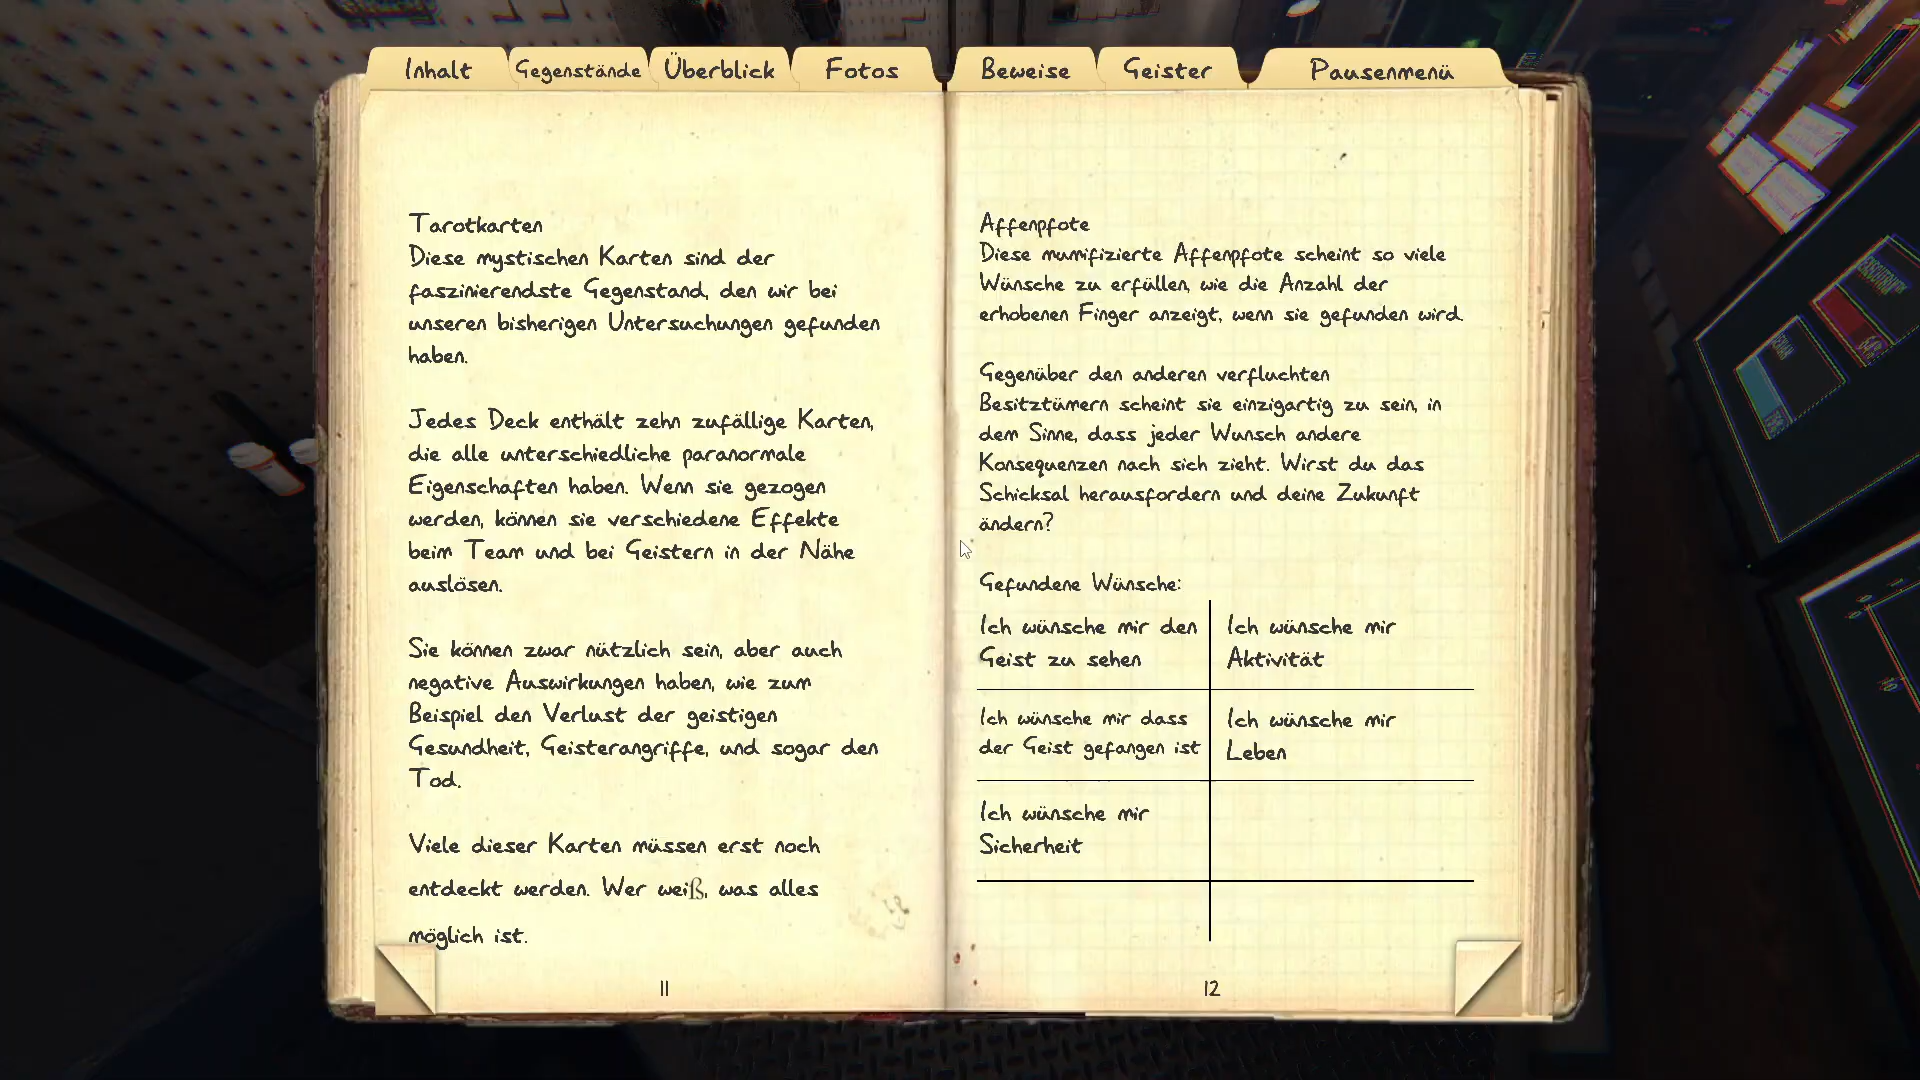 Inhalt
Gegenstände
Überblick
Fotos
Beweise
Geister
Pausenmenü
Tarotkarten
Diese mystischen Karten sind der
faszinierendste Gegenstand, den wir bei
unseren bisherigen Untersuchungen gefunden
haben.
Jedes Deck enthält zehn zufällige Karten,
die alle unterschiedliche paranormale
Eigenschaften haben. Wenn sie gezogen
werden, können sie verschiedene Effekte
beim Team und bei Geistern in der Nähe
auslösen.
Sie können zwar nützlich sein, aber auch
negative Auswirkungen haben, wie zum
Beispiel den Verlust der geistigen
Gesundheit, Geisterangriffe, und sogar den
Tod.
Viele dieser Karten müssen erst noch
entdeckt werden. Wer weiß, was alles
möglich ist.
11
Affenpfote
Diese mumifizierte Affenpfote scheint so viele
Wünsche zu erfüllen, wie die Anzahl der
erhobenen Finger anzeigt, wenn sie gefunden wird.
Gegenüber den anderen verfluchten
Besitztümern scheint sie einzigartig zu sein, in
dem Sinne, dass jeder Wunsch andere
Konsequenzen nach sich zieht. Wirst du das
Schicksal herausfordern und deine Zukunft
ändern?
Gefundene Wünsche:
Ich wünsche mir den
Geist zu sehen
Ich wünsche mir
Aktivität
Ich wünsche mir dass
der Geist gefangen ist
Ich wünsche mir
Leben
Ich wünsche mir
Sicherheit
12